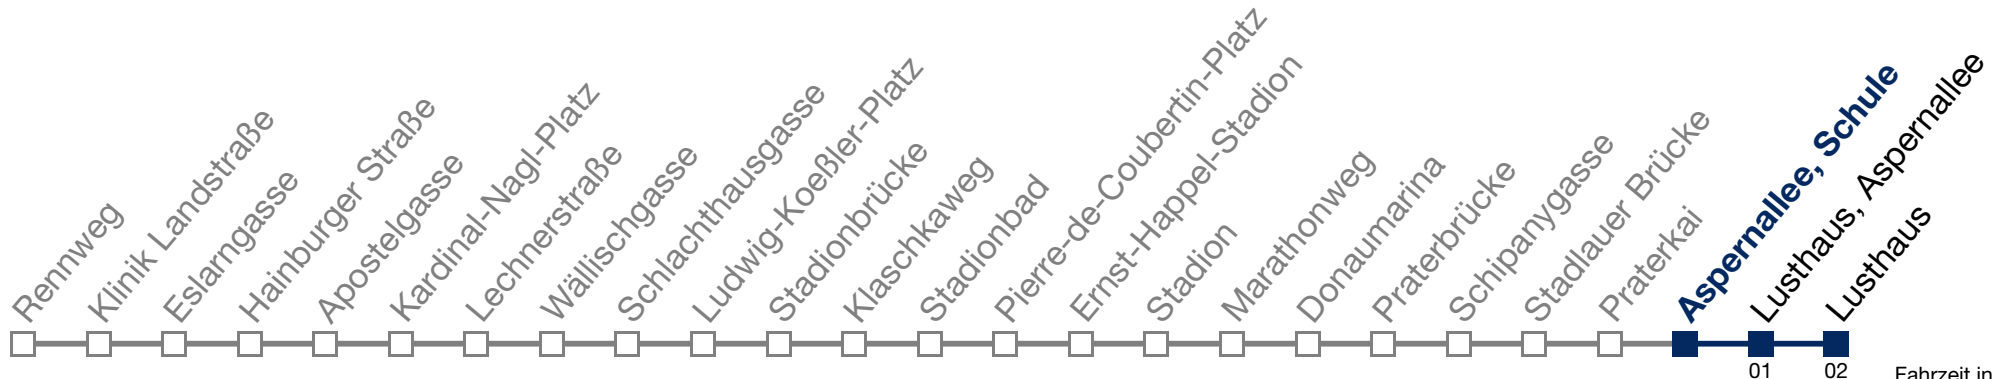 Rennweg
Klinik Landstraße
Eslarngasse
Hainburger Straße
Apostelgasse
Kardinal-Nagl-Platz
Lechnerstraße
Wällischgasse
Schlachthausgasse
Ludwig-Koeßler-Platz
Stadionbrücke
Klaschkaweg
Stadionbad
Pierre-de-Coubertin-Platz
Ernst-Happel-Stadion
Stadion
Marathonweg
Donaumarina
Praterbrücke
Schipanygasse
Stadlauer Brücke
Praterkai
Aspernallee, Schule
Lusthaus, Aspernallee
Lusthaus
01
02
Fahrzeit in